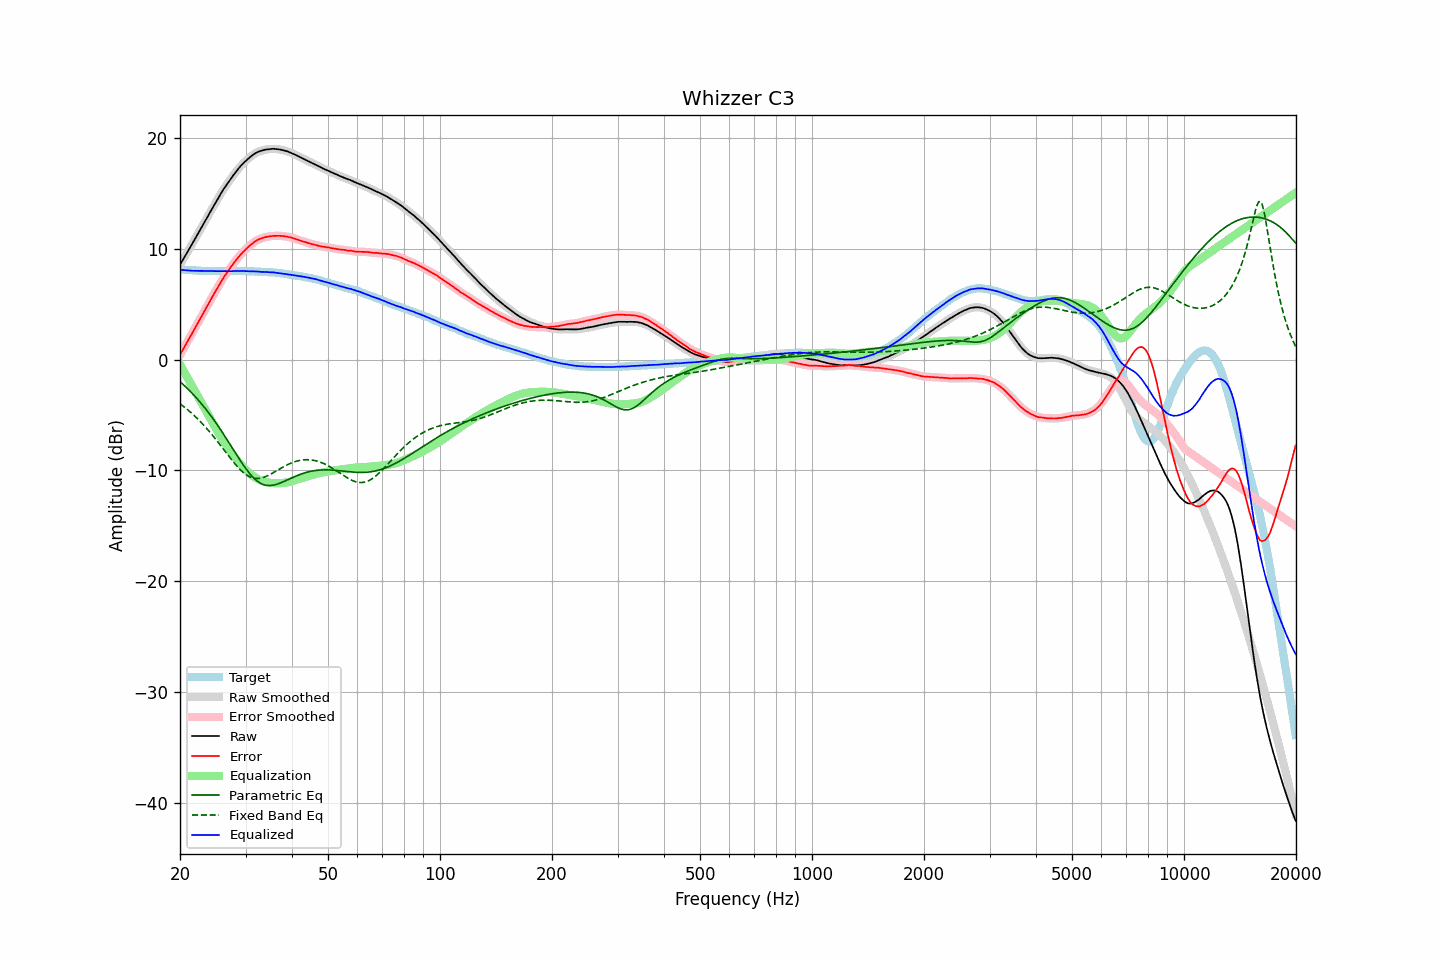 Whizzer C3
20
10
0
−10
−20
−30
−40
Amplitude (dBr)
Target
Raw Smoothed
Error Smoothed
Raw
Error
Equalization
Parametric Eq
Fixed Band Eq
Equalized
20 50 100 200 500 1000 2000 5000 10000 20000
Frequency (Hz)